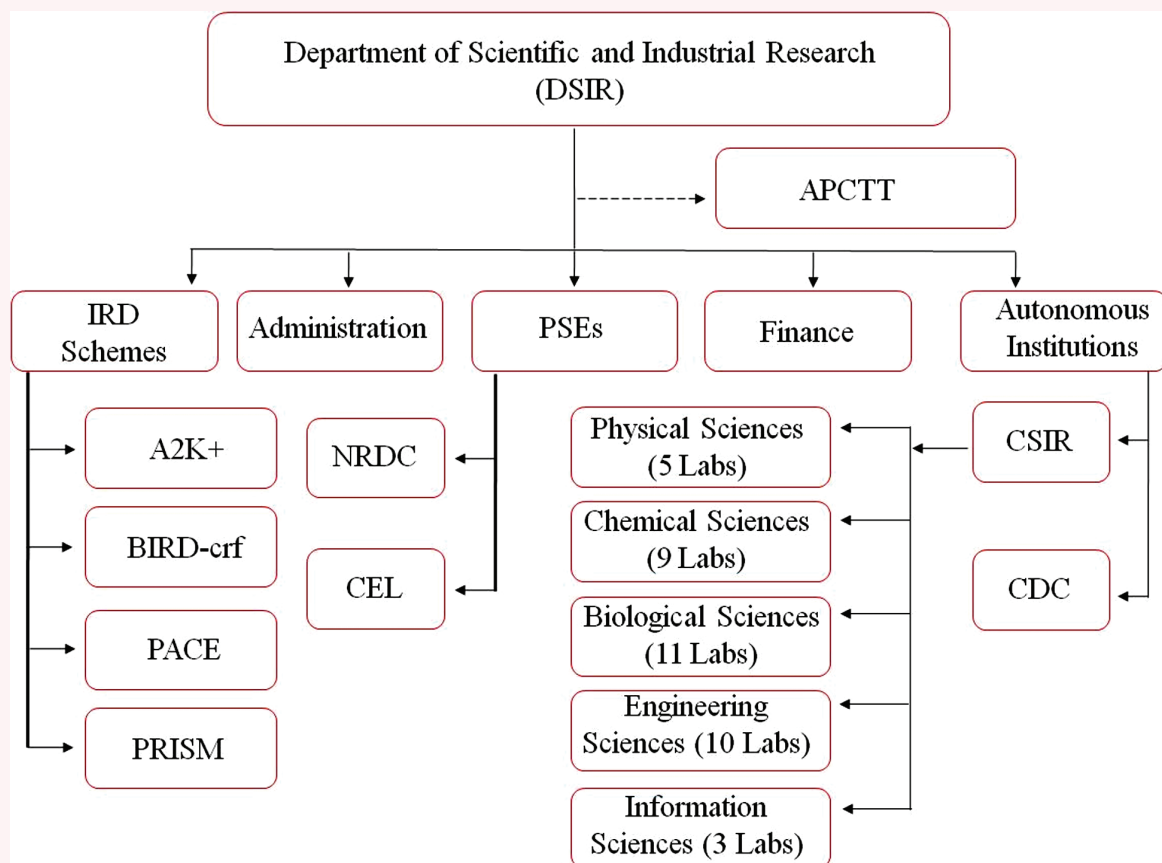 Department of Scientific and Industrial Research
(DSIR)
APCTT
IRD
Schemes
Administration
PSEs
Finance
Autonomous
Institutions
A2K+
BIRD-crf
PACE
PRISM
NRDC
CEL
Physical Sciences
(5 Labs)
Chemical Sciences
(9 Labs)
Biological Sciences
(11 Labs)
Engineering
Sciences (10 Labs)
Information
Sciences (3 Labs)
CSIR
CDC